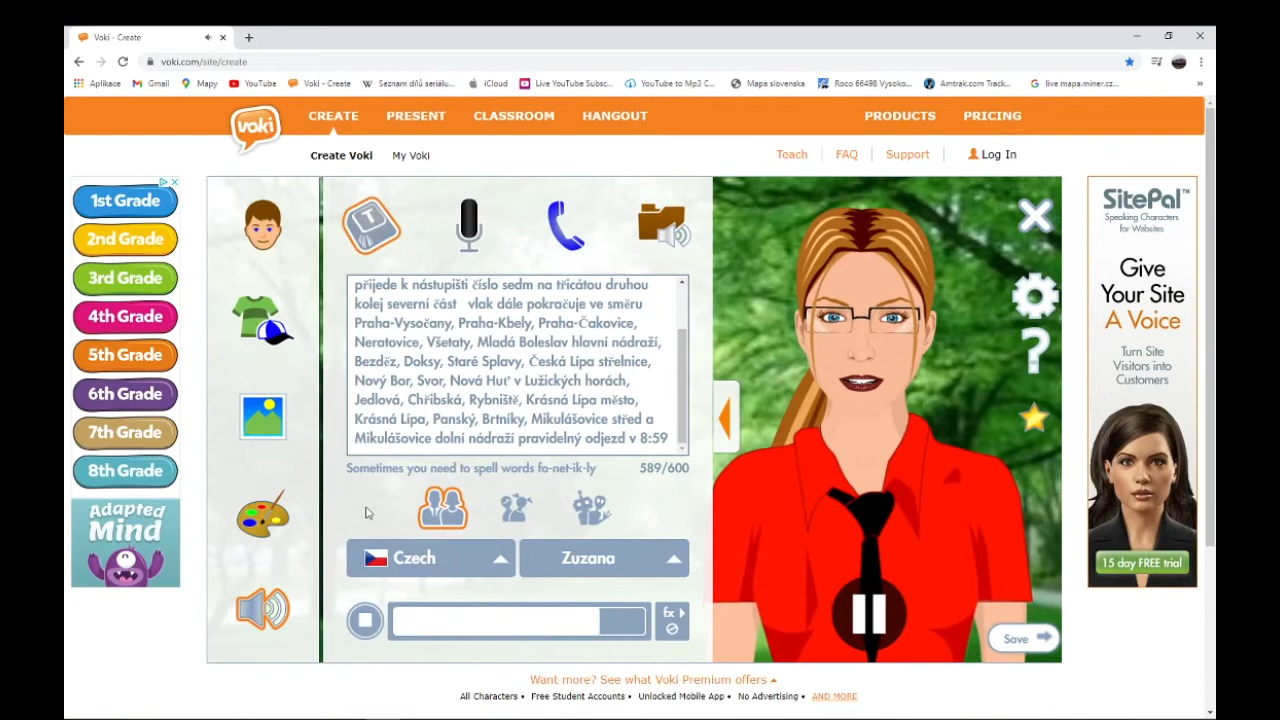 Voki - Create
voki.com/site/create
Aplikace Gmail Mapy YouTube Voki - Create Seznam dílů seriálu... iCloud Live YouTube Subsc... YouTube to Mp3 C... Mapa slovenska Roco 66498 Vysoko... Amtrak.com Track... live mapa.miner.cz...
voki CREATE PRESENT CLASSROOM HANGOUT PRODUCTS PRICING
Create Voki My Voki Teach FAQ Support Log In
1st Grade
2nd Grade
3rd Grade
4th Grade
5th Grade
6th Grade
7th Grade
8th Grade
Adapted
Mind
T
přijede k nástupišti číslo sedm na třicátou druhou
kolej severní část vlak dále pokračuje ve směru
Praha-Vysočany, Praha-Kbely, Praha-Čakovice,
Neratovice, Všetaty, Mladá Boleslav hlavní nádraží,
Bezděz, Doksy, Staré Splavy, Česká Lípa střelnice,
Nový Bor, Svor, Nová Huť v Lužických horách,
Jedlová, Chřibská, Rybniště, Krásná Lípa město,
Krásná Lípa, Panský, Brtníky, Mikulášovice střed a
Mikulášovice dolní nádraží pravidelný odjezd v 8:59
Sometimes you need to spell words fo-net-ik-ly 589/600
Czech Zuzana
fx
?
Save
SitePal™
Speaking Characters
for Websites
Give
Your Site
A Voice
Turn Site
Visitors into
Customers
15 day FREE trial
Want more? See what Voki Premium offers
All Characters • Free Student Accounts • Unlocked Mobile App • No Advertising • AND MORE